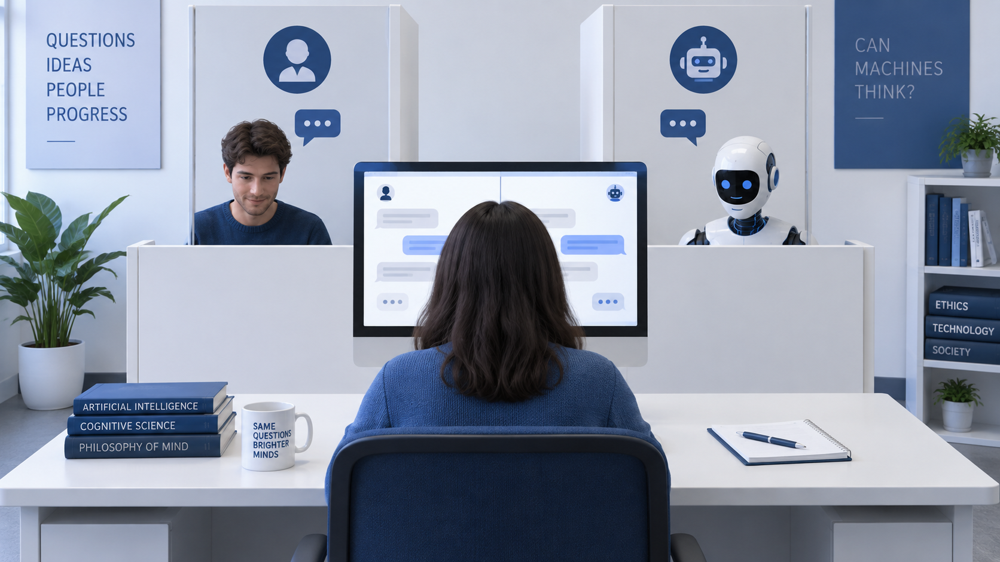 QUESTIONS
IDEAS
PEOPLE
PROGRESS
CAN
MACHINES
THINK?
ETHICS
TECHNOLOGY
SOCIETY
ARTIFICIAL INTELLIGENCE
COGNITIVE SCIENCE
PHILOSOPHY OF MIND
SAME
QUESTIONS
BRIGHTER
MINDS